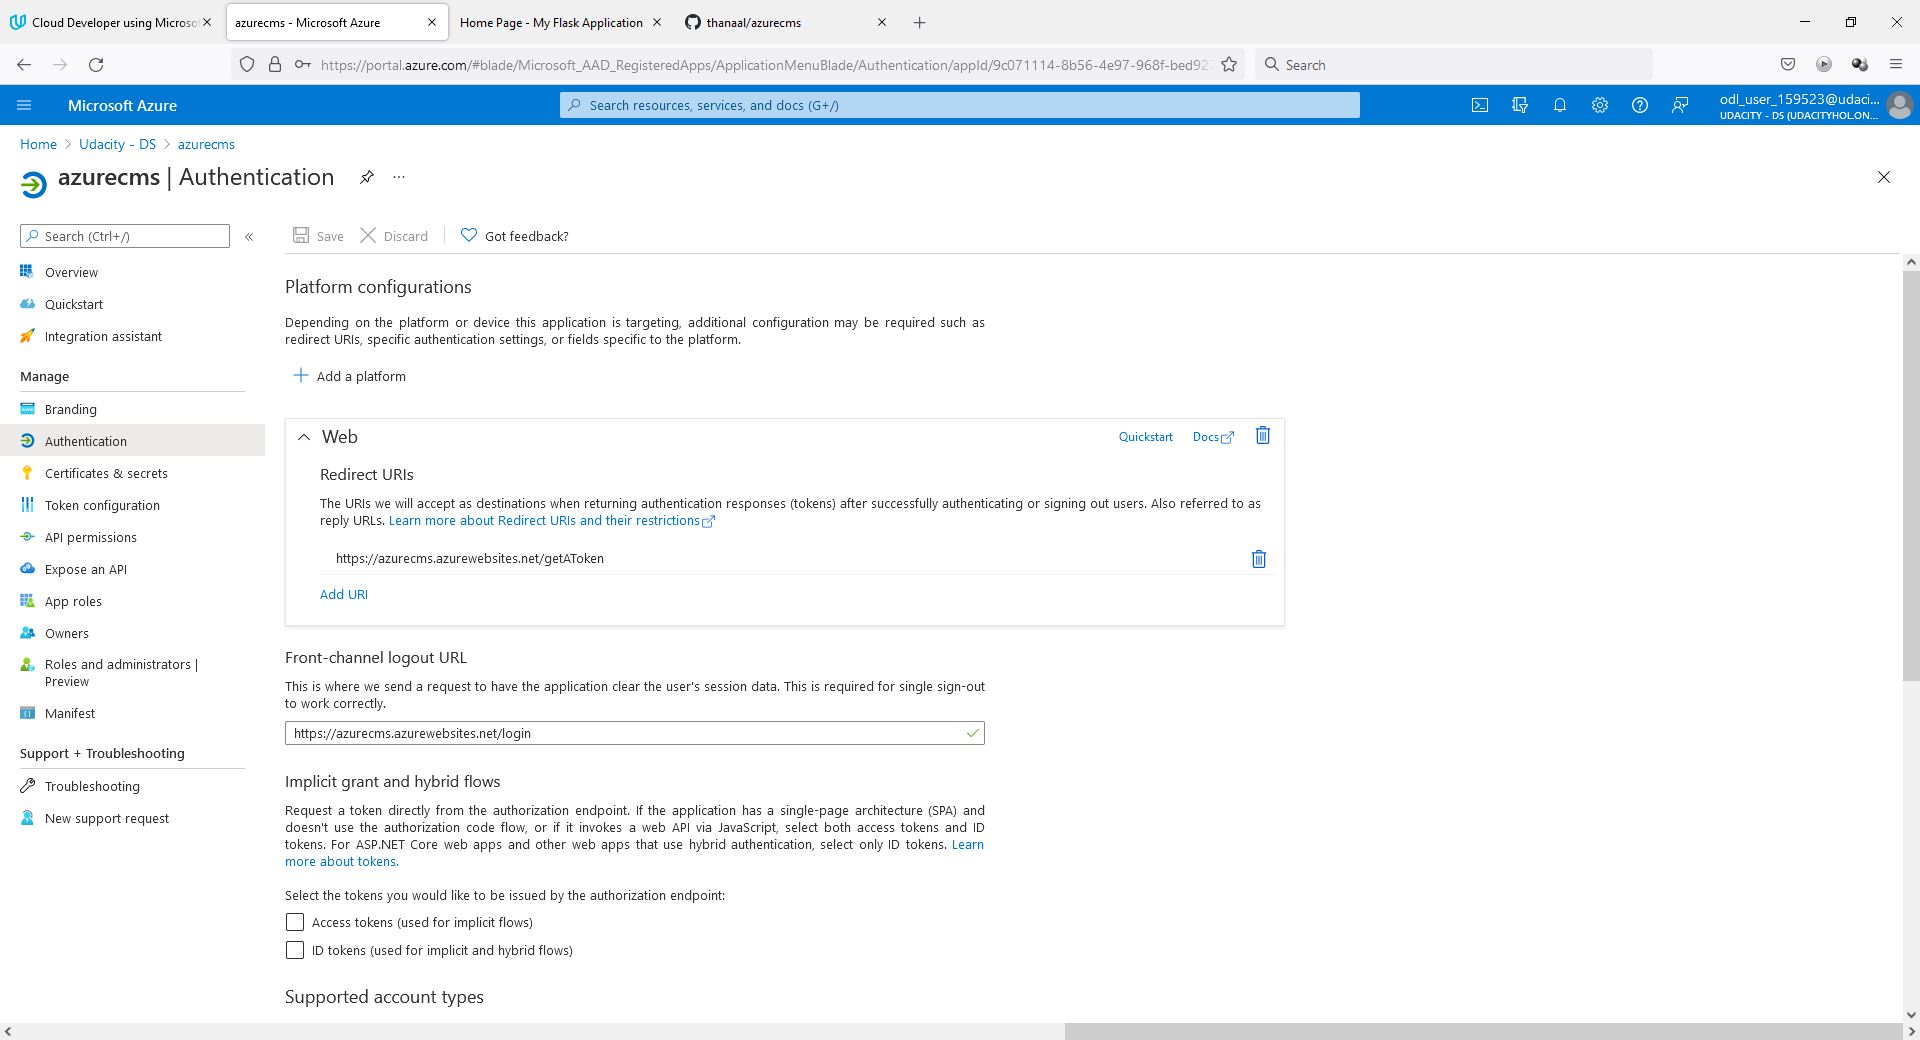 Cloud Developer using Microso
azurecms - Microsoft Azure
Home Page - My Flask Application
thanaal/azurecms
https://portal.azure.com/#blade/Microsoft_AAD_RegisteredApps/ApplicationMenuBlade/Authentication/appId/9c071114-8b56-4e97-968f-bed927
Search
Microsoft Azure
Search resources, services, and docs (G+/)
odl_user_159523@udaci...
UDACITY - DS (UDACITYHOL.ON...
Home > Udacity - DS > azurecms
azurecms | Authentication
...
Search (Ctrl+/)
«
Save
Discard
Got feedback?
Overview
Quickstart
Integration assistant
Manage
Branding
Authentication
Certificates & secrets
Token configuration
API permissions
Expose an API
App roles
Owners
Roles and administrators |
Preview
Manifest
Support + Troubleshooting
Troubleshooting
New support request
Platform configurations
Depending on the platform or device this application is targeting, additional configuration may be required such as
redirect URIs, specific authentication settings, or fields specific to the platform.
Add a platform
Web
Quickstart
Docs
Redirect URIs
The URIs we will accept as destinations when returning authentication responses (tokens) after successfully authenticating or signing out users. Also referred to as
reply URLs. Learn more about Redirect URIs and their restrictions
https://azurecms.azurewebsites.net/getAToken
Add URI
Front-channel logout URL
This is where we send a request to have the application clear the user's session data. This is required for single sign-out
to work correctly.
https://azurecms.azurewebsites.net/login
Implicit grant and hybrid flows
Request a token directly from the authorization endpoint. If the application has a single-page architecture (SPA) and
doesn't use the authorization code flow, or if it invokes a web API via JavaScript, select both access tokens and ID
tokens. For ASP.NET Core web apps and other web apps that use hybrid authentication, select only ID tokens. Learn
more about tokens.
Select the tokens you would like to be issued by the authorization endpoint:
Access tokens (used for implicit flows)
ID tokens (used for implicit and hybrid flows)
Supported account types